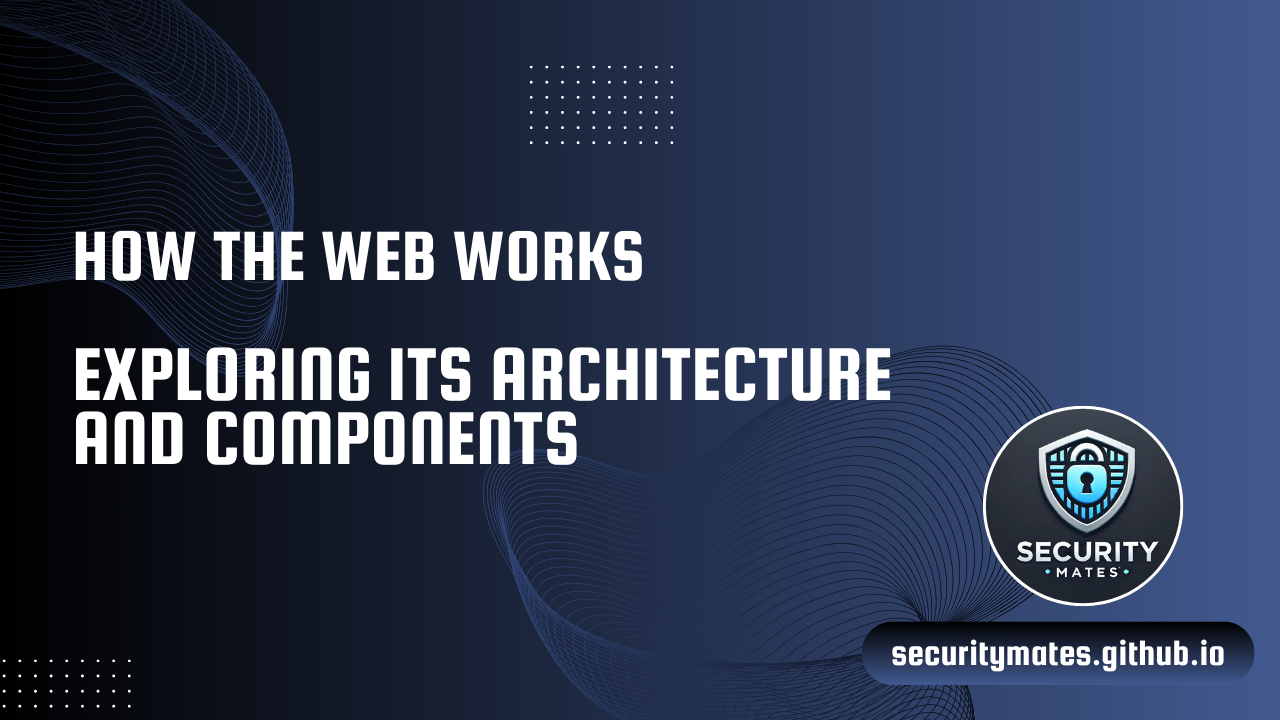 HOW THE WEB WORKS
EXPLORING ITS ARCHITECTURE
AND COMPONENTS
SECURITY
MATES
securitymates.github.io